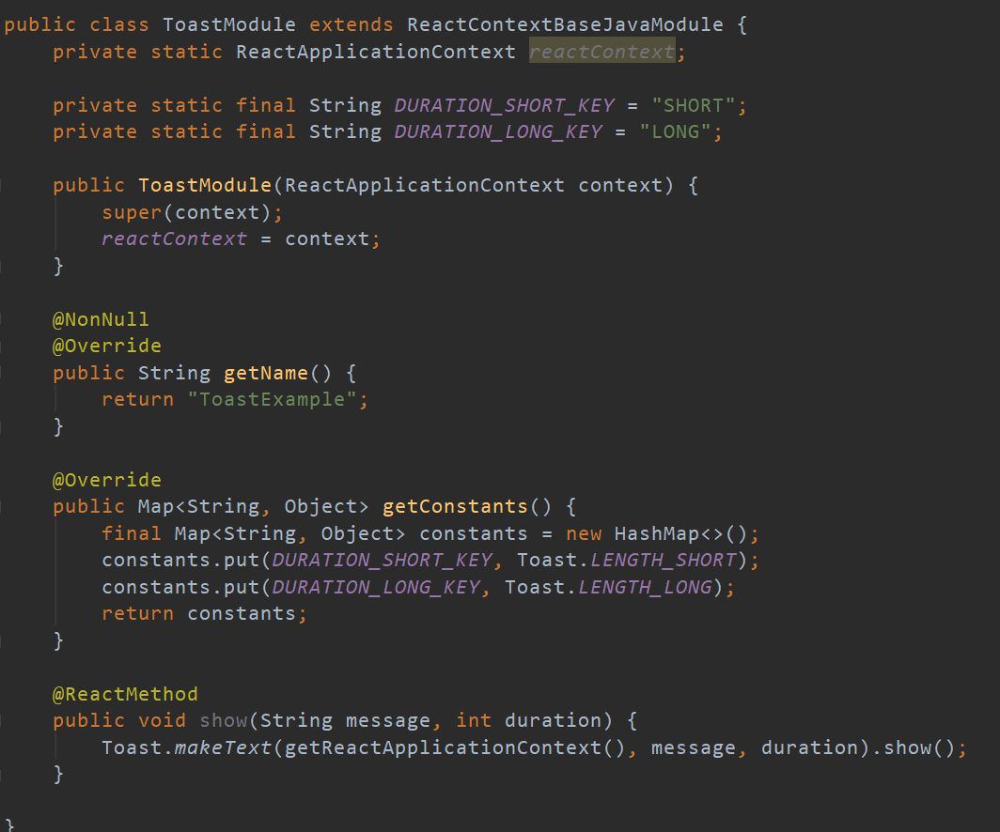 public class ToastModule extends ReactContextBaseJavaModule {
    private static ReactApplicationContext reactContext;
    private static final String DURATION_SHORT_KEY = "SHORT";
    private static final String DURATION_LONG_KEY = "LONG";
    public ToastModule(ReactApplicationContext context) {
        super(context);
        reactContext = context;
    }
    @NonNull
    @Override
    public String getName() {
        return "ToastExample";
    }
    @Override
    public Map<String, Object> getConstants() {
        final Map<String, Object> constants = new HashMap<>();
        constants.put(DURATION_SHORT_KEY, Toast.LENGTH_SHORT);
        constants.put(DURATION_LONG_KEY, Toast.LENGTH_LONG);
        return constants;
    }
    @ReactMethod
    public void show(String message, int duration) {
        Toast.makeText(getReactApplicationContext(), message, duration).show();
    }
}